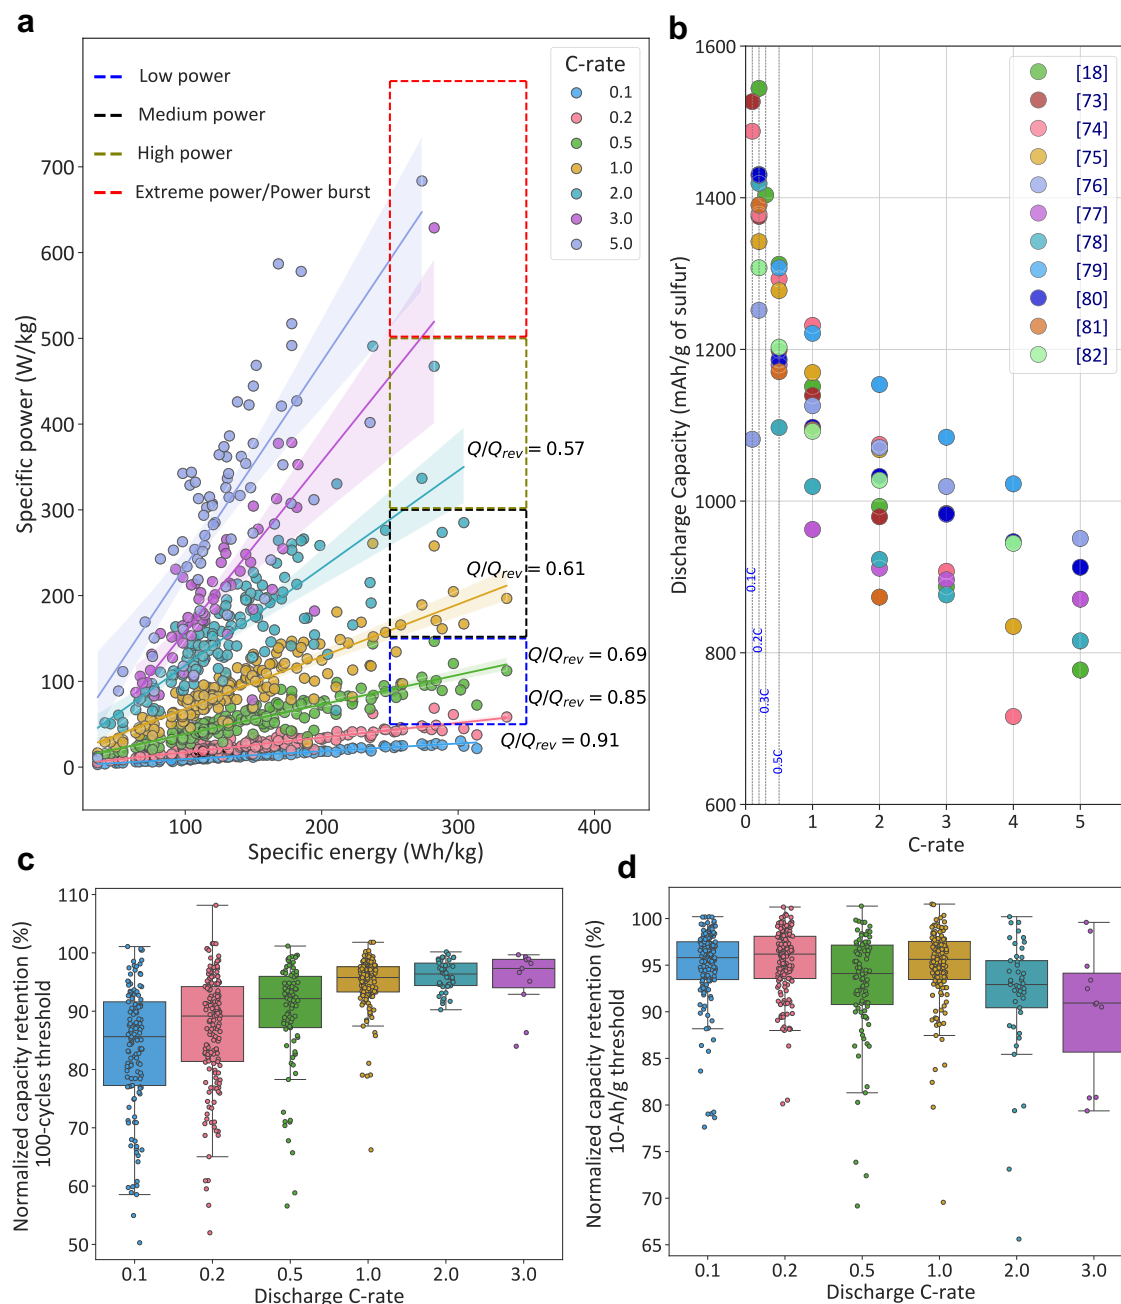 a
Low power
Medium power
High power
Extreme power/Power burst
C-rate
0.1
0.2
0.5
1.0
2.0
3.0
5.0
700
600
500
400
300
200
100
0
Specific power (W/kg)
Q/Qrev = 0.57
Q/Qrev = 0.61
Q/Qrev = 0.69
Q/Qrev = 0.85
Q/Qrev = 0.91
100 200 300 400
Specific energy (Wh/kg)
b
1600
1400
1200
1000
800
600
Discharge Capacity (mAh/g of sulfur)
[18]
[73]
[74]
[75]
[76]
[77]
[78]
[79]
[80]
[81]
[82]
0.1C
0.2C
0.3C
0.5C
0 1 2 3 4 5
C-rate
c
110
100
90
80
70
60
50
Normalized capacity retention (%)
100-cycles threshold
0.1 0.2 0.5 1.0 2.0 3.0
Discharge C-rate
d
100
95
90
85
80
75
70
65
Normalized capacity retention (%)
10-Ah/g threshold
0.1 0.2 0.5 1.0 2.0 3.0
Discharge C-rate